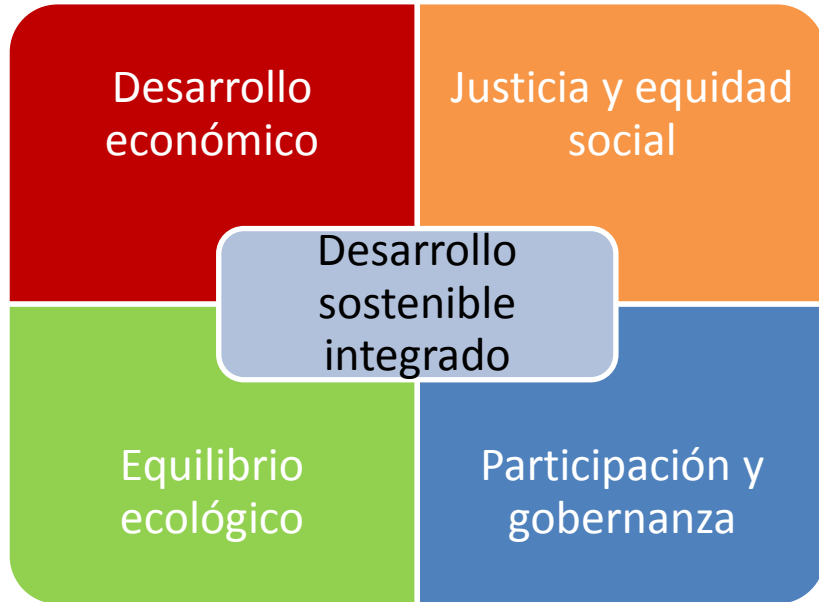 Desarrollo
económico
Justicia y equidad
social
Desarrollo
sostenible
integrado
Equilibrio
ecológico
Participación y
gobernanza